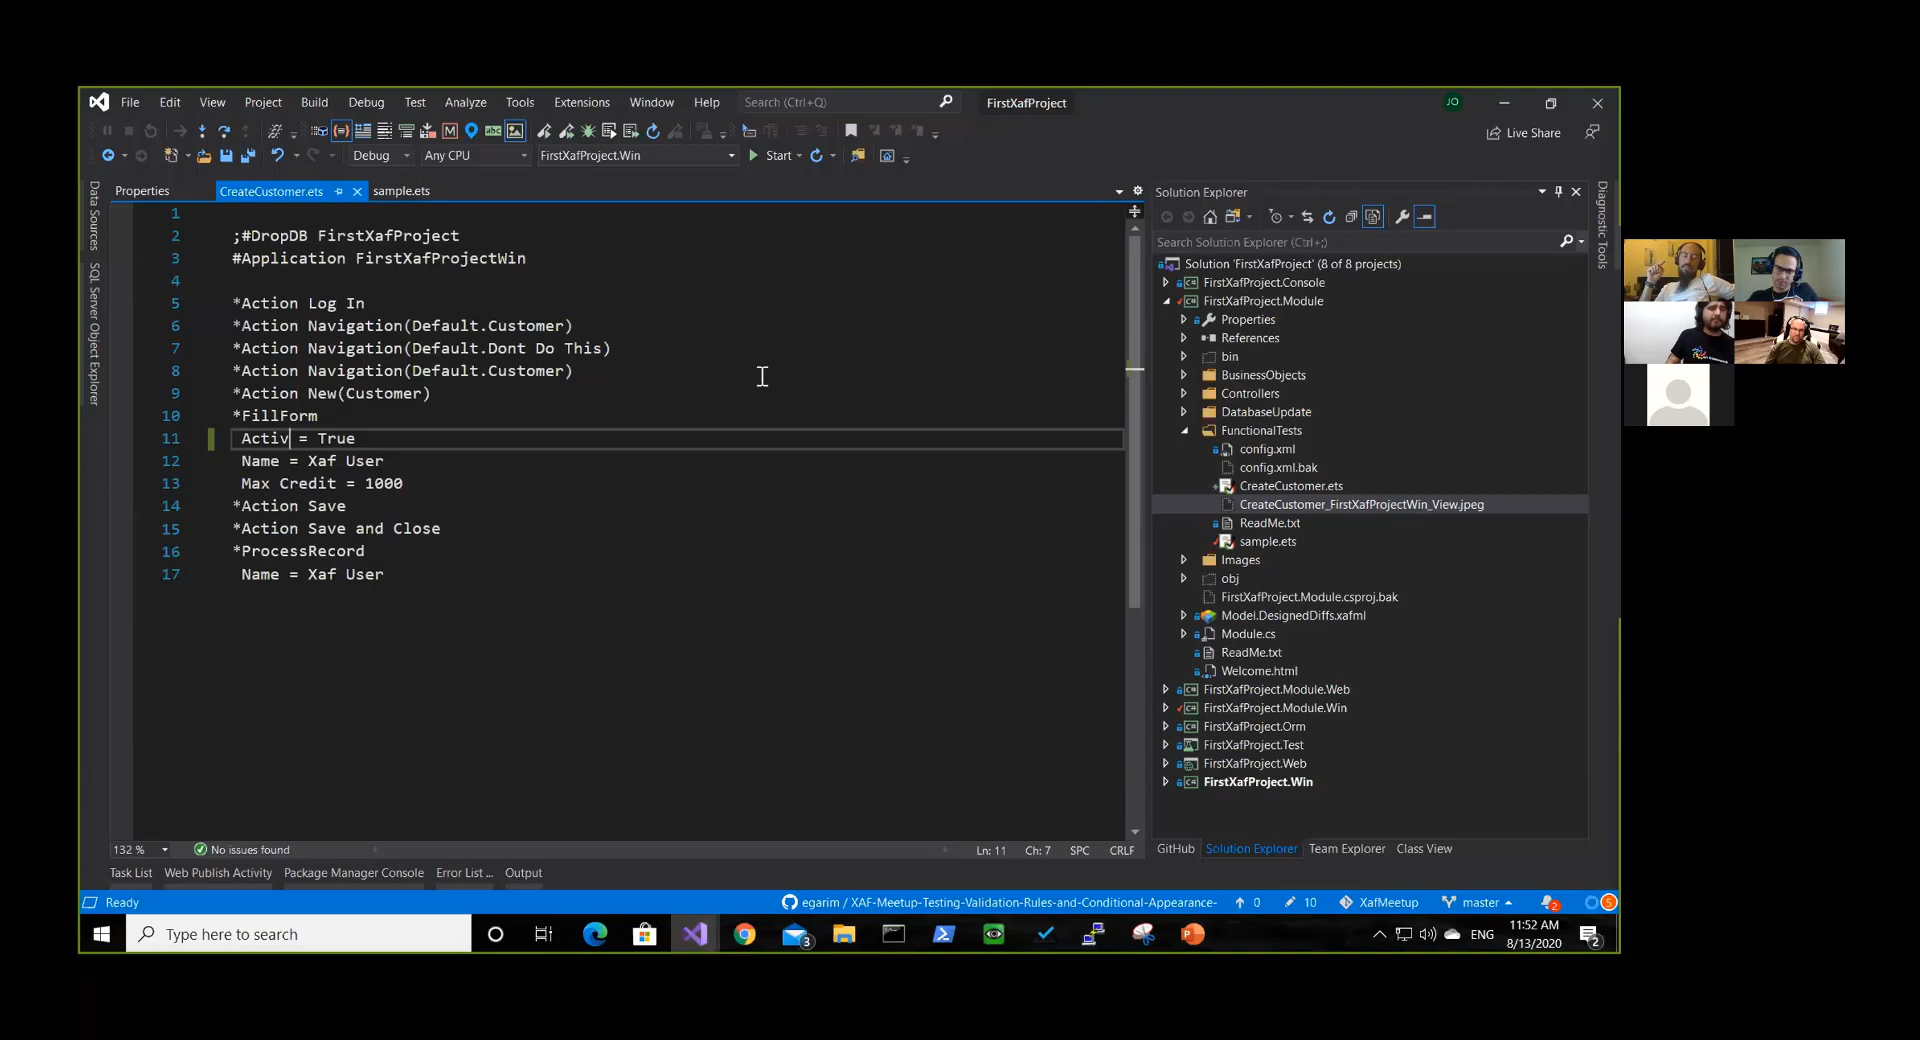 File Edit View Project Build Debug Test Analyze Tools Extensions Window Help Search (Ctrl+Q) FirstXafProject JO
Live Share
Debug Any CPU FirstXafProject.Win Start
Data Sources
SQL Server Object Explorer
Properties CreateCustomer.ets sample.ets
1
2 ;#DropDB FirstXafProject
3 #Application FirstXafProjectWin
4
5 *Action Log In
6 *Action Navigation(Default.Customer)
7 *Action Navigation(Default.Dont Do This)
8 *Action Navigation(Default.Customer)
9 *Action New(Customer)
10 *FillForm
11 Activ = True
12 Name = Xaf User
13 Max Credit = 1000
14 *Action Save
15 *Action Save and Close
16 *ProcessRecord
17 Name = Xaf User
132 % No issues found Ln: 11 Ch: 7 SPC CRLF
Solution Explorer
Search Solution Explorer (Ctrl+;)
Solution 'FirstXafProject' (8 of 8 projects)
FirstXafProject.Console
FirstXafProject.Module
Properties
References
bin
BusinessObjects
Controllers
DatabaseUpdate
FunctionalTests
config.xml
config.xml.bak
CreateCustomer.ets
CreateCustomer_FirstXafProjectWin_View.jpeg
ReadMe.txt
sample.ets
Images
obj
FirstXafProject.Module.csproj.bak
Model.DesignedDiffs.xafml
Module.cs
ReadMe.txt
Welcome.html
FirstXafProject.Module.Web
FirstXafProject.Module.Win
FirstXafProject.Orm
FirstXafProject.Test
FirstXafProject.Web
FirstXafProject.Win
GitHub Solution Explorer Team Explorer Class View
Diagnostic Tools
Task List Web Publish Activity Package Manager Console Error List ... Output
Ready egarim / XAF-Meetup-Testing-Validation-Rules-and-Conditional-Appearance- 0 10 XafMeetup master 2 5
Type here to search 3 ENG 11:52 AM
8/13/2020 2